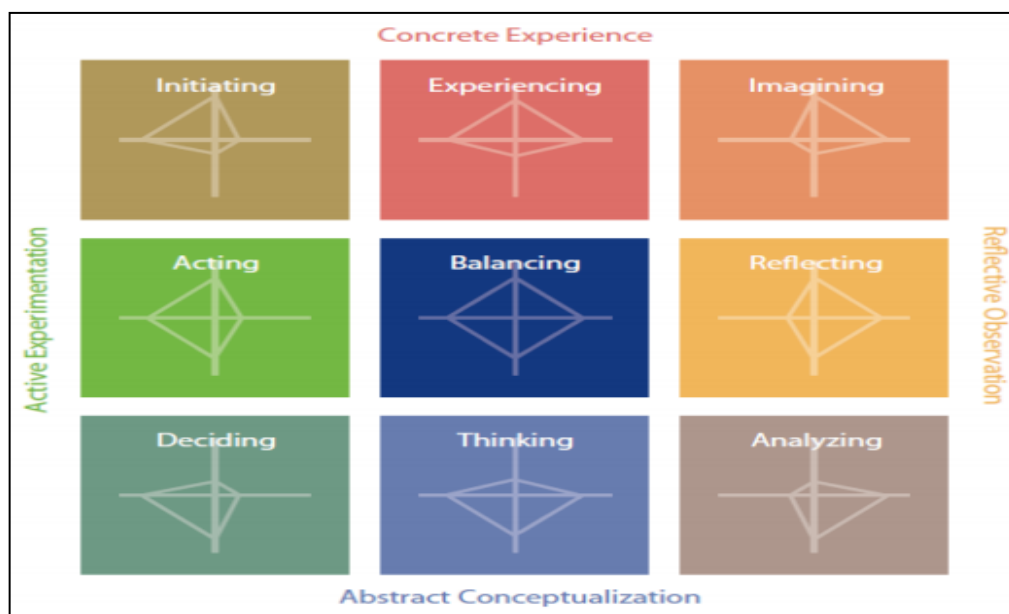 Concrete Experience
Initiating
Experiencing
Imagining
Active Experimentation
Acting
Balancing
Reflecting
Reflective Observation
Deciding
Thinking
Analyzing
Abstract Conceptualization